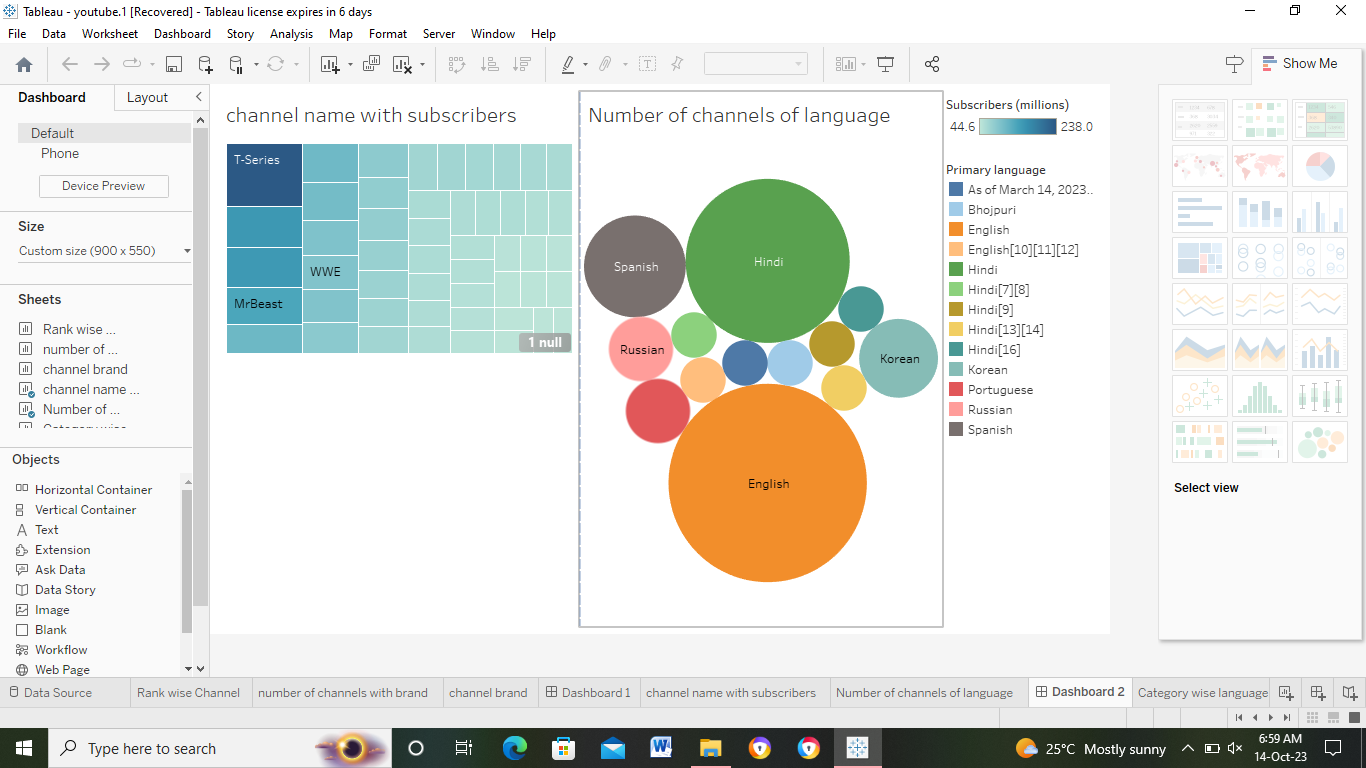 Tableau - youtube.1 [Recovered] - Tableau license expires in 6 days
File Data Worksheet Dashboard Story Analysis Map Format Server Window Help
Show Me
Dashboard Layout
Default
Phone
Device Preview
Size
Custom size (900 x 550)
Sheets
Rank wise ...
number of ...
channel brand
channel name ...
Number of ...
Category wise
Objects
Horizontal Container
Vertical Container
Text
Extension
Ask Data
Data Story
Image
Blank
Workflow
Web Page
channel name with subscribers
T-Series
WWE
MrBeast
1 null
Number of channels of language
Hindi
Spanish
Russian
Korean
English
Subscribers (millions)
44.6 238.0
Primary language
As of March 14, 2023..
Bhojpuri
English
English[10][11][12]
Hindi
Hindi[7][8]
Hindi[9]
Hindi[13][14]
Hindi[16]
Korean
Portuguese
Russian
Spanish
Select view
Data Source Rank wise Channel number of channels with brand channel brand Dashboard 1 channel name with subscribers Number of channels of language Dashboard 2 Category wise language
Type here to search
25°C Mostly sunny
6:59 AM
14-Oct-23